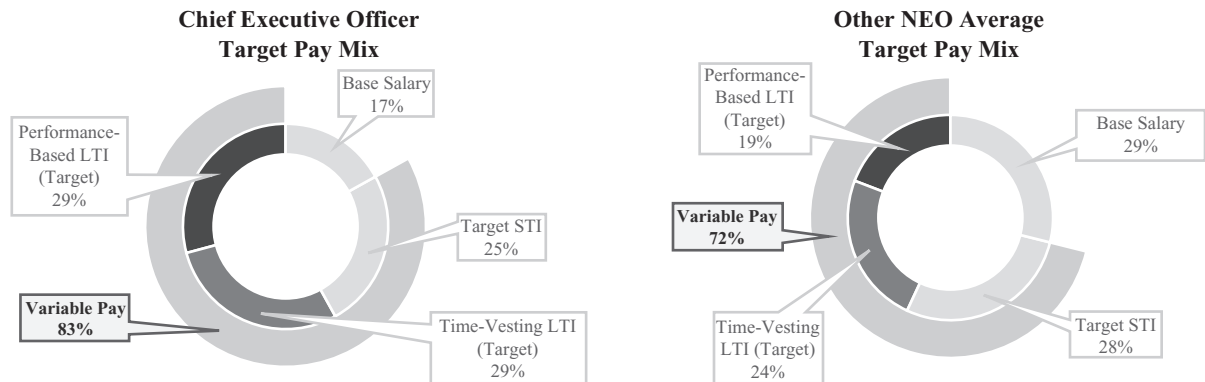 Chief Executive Officer
Target Pay Mix
Base Salary
17%
Performance-
Based LTI
(Target)
29%
Target STI
25%
Variable Pay
83%
Time-Vesting LTI
(Target)
29%
Other NEO Average
Target Pay Mix
Performance-
Based LTI
(Target)
19%
Base Salary
29%
Variable Pay
72%
Time-Vesting
LTI (Target)
24%
Target STI
28%